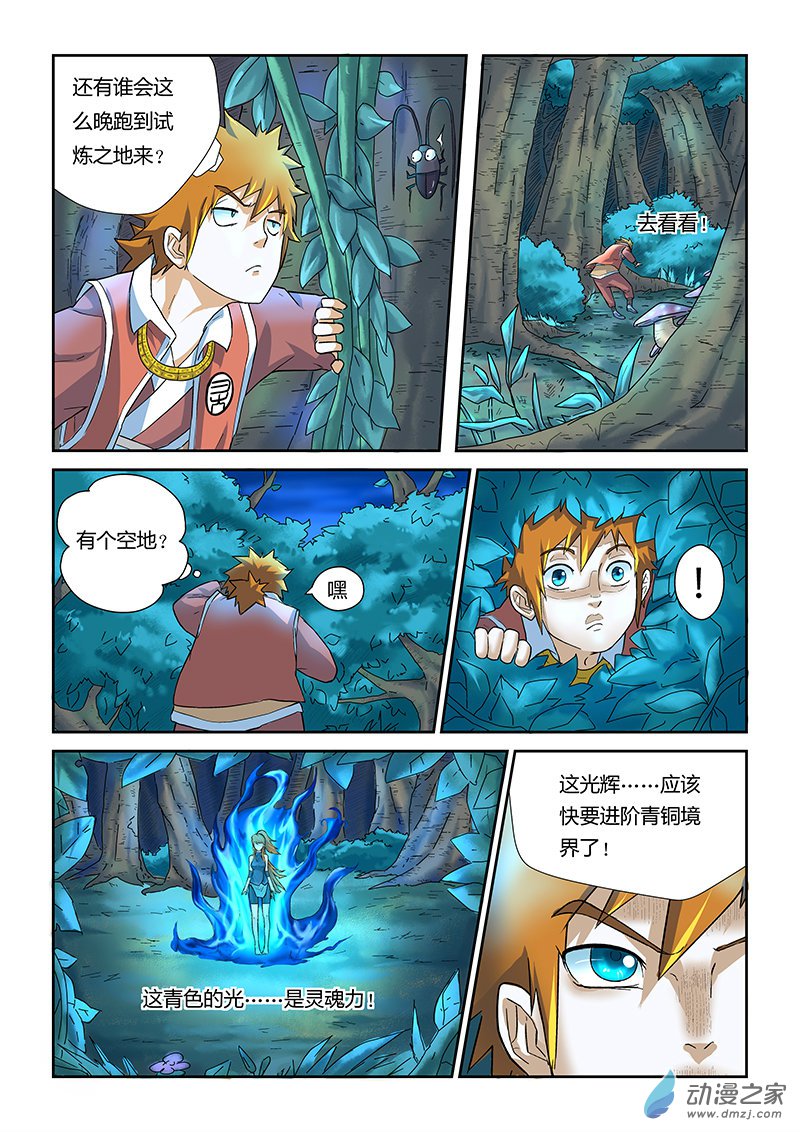 还有谁会这
么晚跑到试
炼之地来？
去看看！
有个空地？
嘿
！
这青色的光……是灵魂力！
这光辉……应该
快要进阶青铜境
界了！
动漫之家
www.dmzj.com